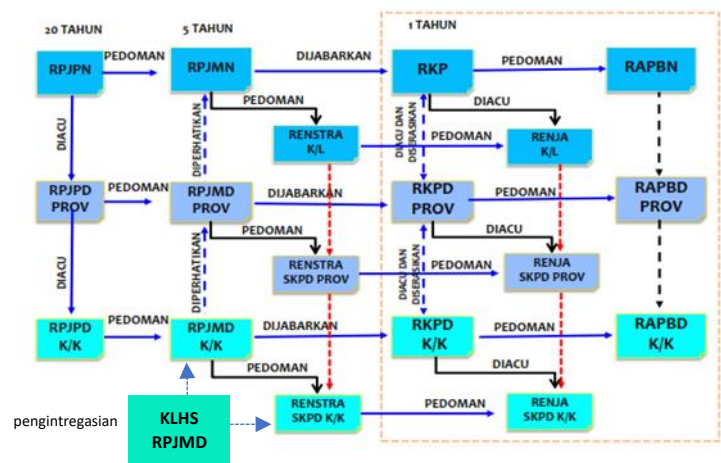 20 TAHUN
5 TAHUN
1 TAHUN
RPJPN
PEDOMAN
RPJMN
DIJABARKAN
RKP
PEDOMAN
RAPBN
PEDOMAN
DIACU
RENSTRA
K/L
PEDOMAN
RENJA
K/L
DIACU
DIPERHATIKAN
DIACU DAN
DISERASIKAN
RPJPD
PROV
PEDOMAN
RPJMD
PROV
DIJABARKAN
RKPD
PROV
PEDOMAN
RAPBD
PROV
PEDOMAN
DIACU
RENSTRA
SKPD PROV
PEDOMAN
RENJA
SKPD PROV
DIACU
DIPERHATIKAN
DIACU DAN
DISERASIKAN
RPJPD
K/K
PEDOMAN
RPJMD
K/K
DIJABARKAN
RKPD
K/K
PEDOMAN
RAPBD
K/K
PEDOMAN
DIACU
RENSTRA
SKPD K/K
PEDOMAN
RENJA
SKPD K/K
pengintregasian
KLHS
RPJMD